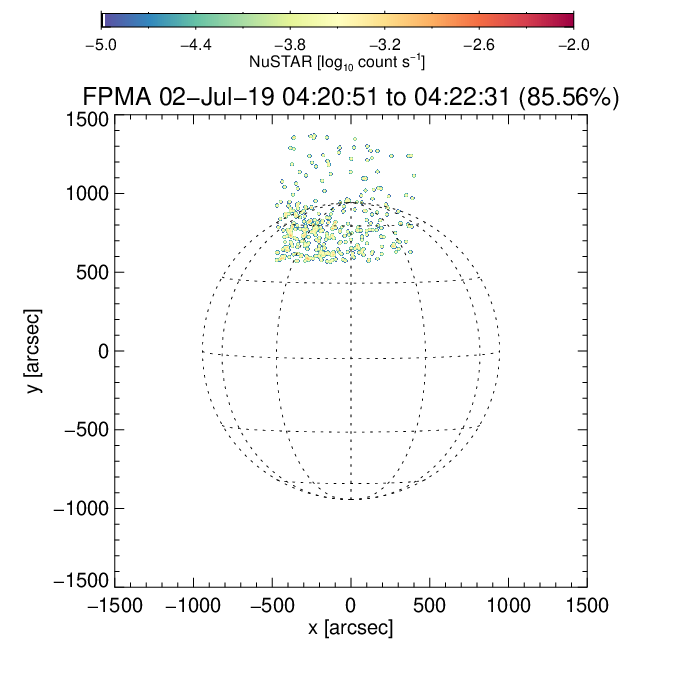 −5.0 −4.4 −3.8 −3.2 −2.6 −2.0
NuSTAR [log₁₀ count s⁻¹]
FPMA 02−Jul−19 04:20:51 to 04:22:31 (85.56%)
1500
1000
500
0
−500
−1000
−1500
y [arcsec]
−1500 −1000 −500 0 500 1000 1500
x [arcsec]